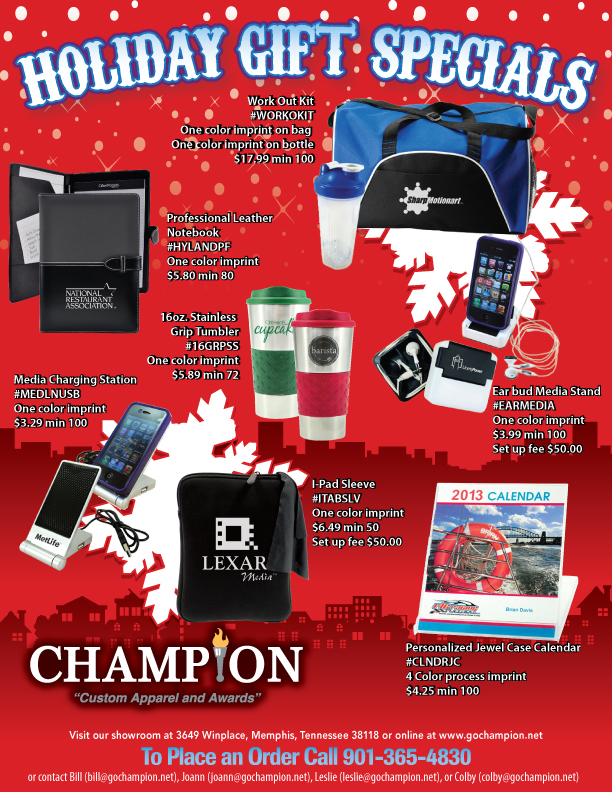 HOLIDAY GIFT SPECIALS
Work Out Kit
#WORKOKIT
One color imprint on bag
One color imprint on bottle
$17.99 min 100
SharpMotionart
Professional Leather
Notebook
#HYLANDPF
One color imprint
$5.80 min 80
NATIONAL
RESTAURANT
ASSOCIATION
16oz. Stainless
Grip Tumbler
#16GRPSS
One color imprint
$5.89 min 72
cupcake
barista
Media Charging Station
#MEDLNUSB
One color imprint
$3.29 min 100
MetLife
Ear bud Media Stand
#EARMEDIA
One color imprint
$3.99 min 100
Set up fee $50.00
I-Pad Sleeve
#ITABSLV
One color imprint
$6.49 min 50
Set up fee $50.00
LEXAR
Media™
2013 CALENDAR
Brian Davis
Personalized Jewel Case Calendar
#CLNDRJC
4 Color process imprint
$4.25 min 100
CHAMPION
"Custom Apparel and Awards"
Visit our showroom at 3649 Winplace, Memphis, Tennessee 38118 or online at www.gochampion.net
To Place an Order Call 901-365-4830
or contact Bill (bill@gochampion.net), Joann (joann@gochampion.net), Leslie (leslie@gochampion.net), or Colby (colby@gochampion.net)